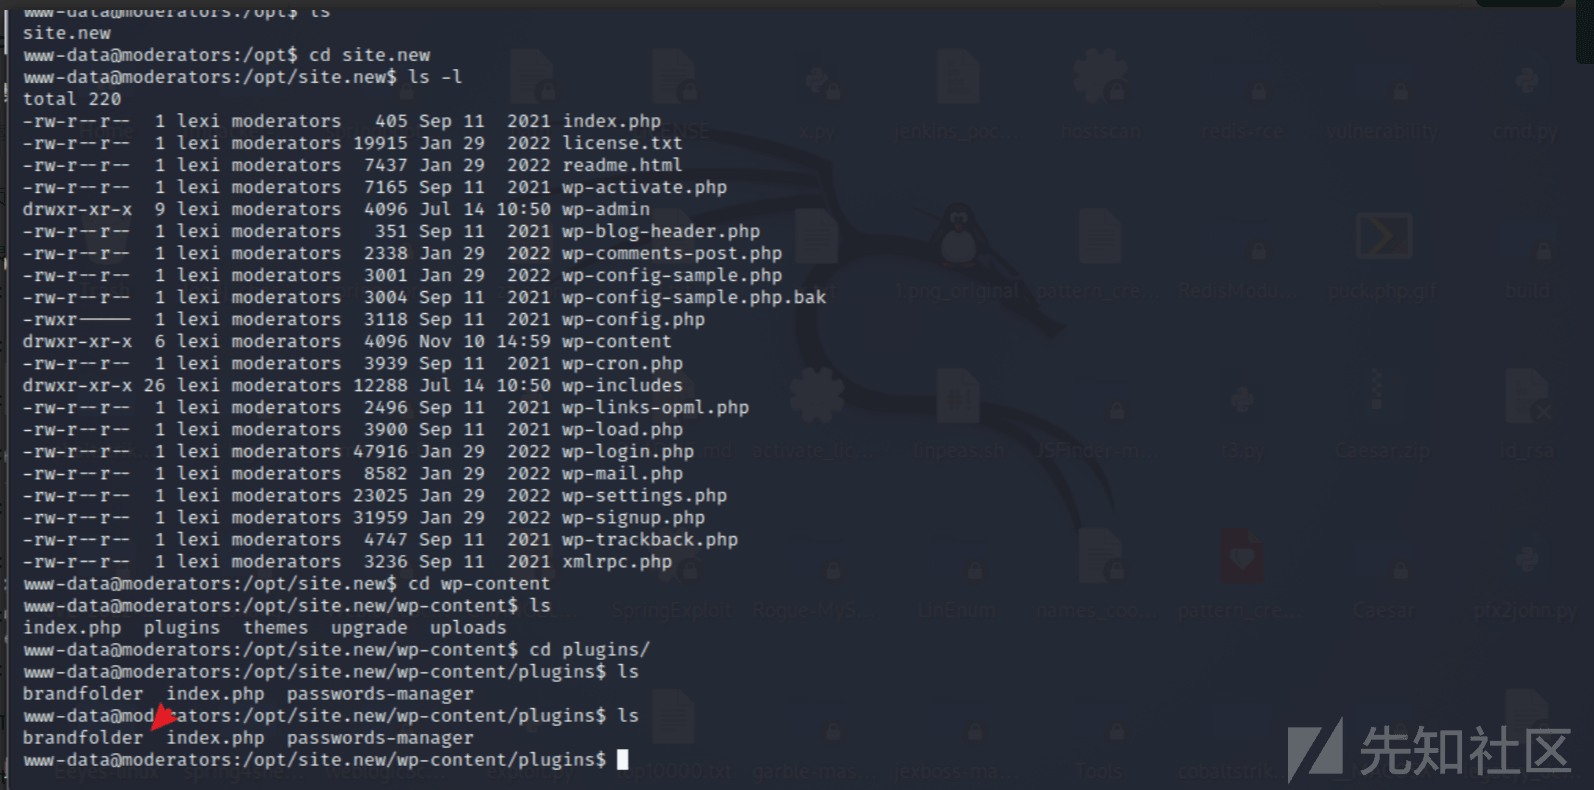 www-data@moderators:/opt$ ls
site.new
www-data@moderators:/opt$ cd site.new
www-data@moderators:/opt/site.new$ ls -l
total 220
-rw-r--r-- 1 lexi moderators 405 Sep 11 2021 index.php
-rw-r--r-- 1 lexi moderators 19915 Jan 29 2022 license.txt
-rw-r--r-- 1 lexi moderators 7437 Jan 29 2022 readme.html
-rw-r--r-- 1 lexi moderators 7165 Sep 11 2021 wp-activate.php
drwxr-xr-x 9 lexi moderators 4096 Jul 14 10:50 wp-admin
-rw-r--r-- 1 lexi moderators 351 Sep 11 2021 wp-blog-header.php
-rw-r--r-- 1 lexi moderators 2338 Jan 29 2022 wp-comments-post.php
-rw-r--r-- 1 lexi moderators 3001 Jan 29 2022 wp-config-sample.php
-rw-r--r-- 1 lexi moderators 3004 Sep 11 2021 wp-config-sample.php.bak
-rwxr----- 1 lexi moderators 3118 Sep 11 2021 wp-config.php
drwxr-xr-x 6 lexi moderators 4096 Nov 10 14:59 wp-content
-rw-r--r-- 1 lexi moderators 3939 Sep 11 2021 wp-cron.php
drwxr-xr-x 26 lexi moderators 12288 Jul 14 10:50 wp-includes
-rw-r--r-- 1 lexi moderators 2496 Sep 11 2021 wp-links-opml.php
-rw-r--r-- 1 lexi moderators 3900 Sep 11 2021 wp-load.php
-rw-r--r-- 1 lexi moderators 47916 Jan 29 2022 wp-login.php
-rw-r--r-- 1 lexi moderators 8582 Jan 29 2022 wp-mail.php
-rw-r--r-- 1 lexi moderators 23025 Jan 29 2022 wp-settings.php
-rw-r--r-- 1 lexi moderators 31959 Jan 29 2022 wp-signup.php
-rw-r--r-- 1 lexi moderators 4747 Sep 11 2021 wp-trackback.php
-rw-r--r-- 1 lexi moderators 3236 Sep 11 2021 xmlrpc.php
www-data@moderators:/opt/site.new$ cd wp-content
www-data@moderators:/opt/site.new/wp-content$ ls
index.php plugins themes upgrade uploads
www-data@moderators:/opt/site.new/wp-content$ cd plugins/
www-data@moderators:/opt/site.new/wp-content/plugins$ ls
brandfolder index.php passwords-manager
www-data@moderators:/opt/site.new/wp-content/plugins$ ls
brandfolder index.php passwords-manager
www-data@moderators:/opt/site.new/wp-content/plugins$
先知社区